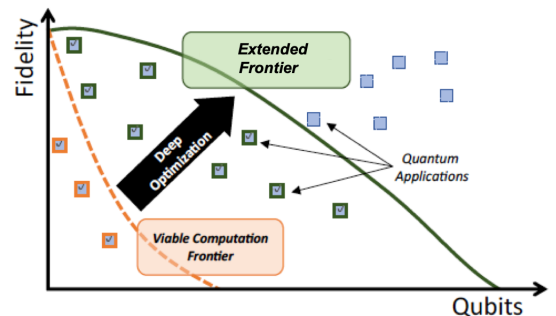 Fidelity
Extended
Frontier
Deep
Optimization
Quantum
Applications
Viable Computation
Frontier
Qubits